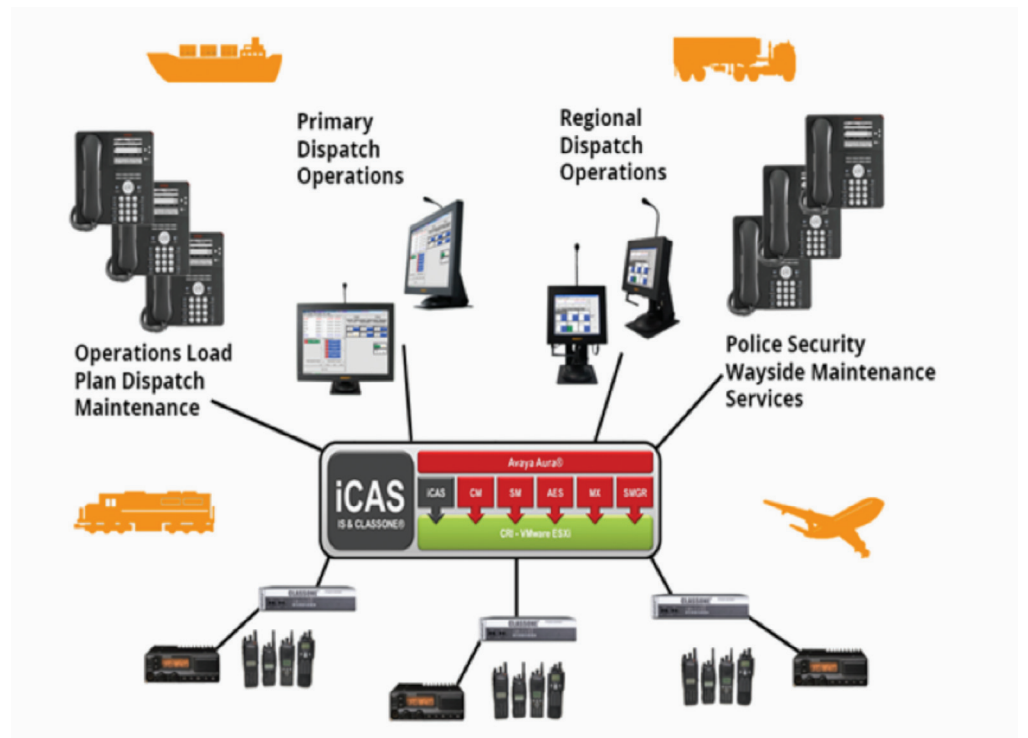 Primary
Dispatch
Operations
Regional
Dispatch
Operations
Operations Load
Plan Dispatch
Maintenance
Police Security
Wayside Maintenance
Services
iCAS
IS & CLASSONE®
Avaya Aura®
iCAS CM SM AES MX SMGR
CRI - VMware ESXi
CLASSONE
CLASSONE
CLASSONE